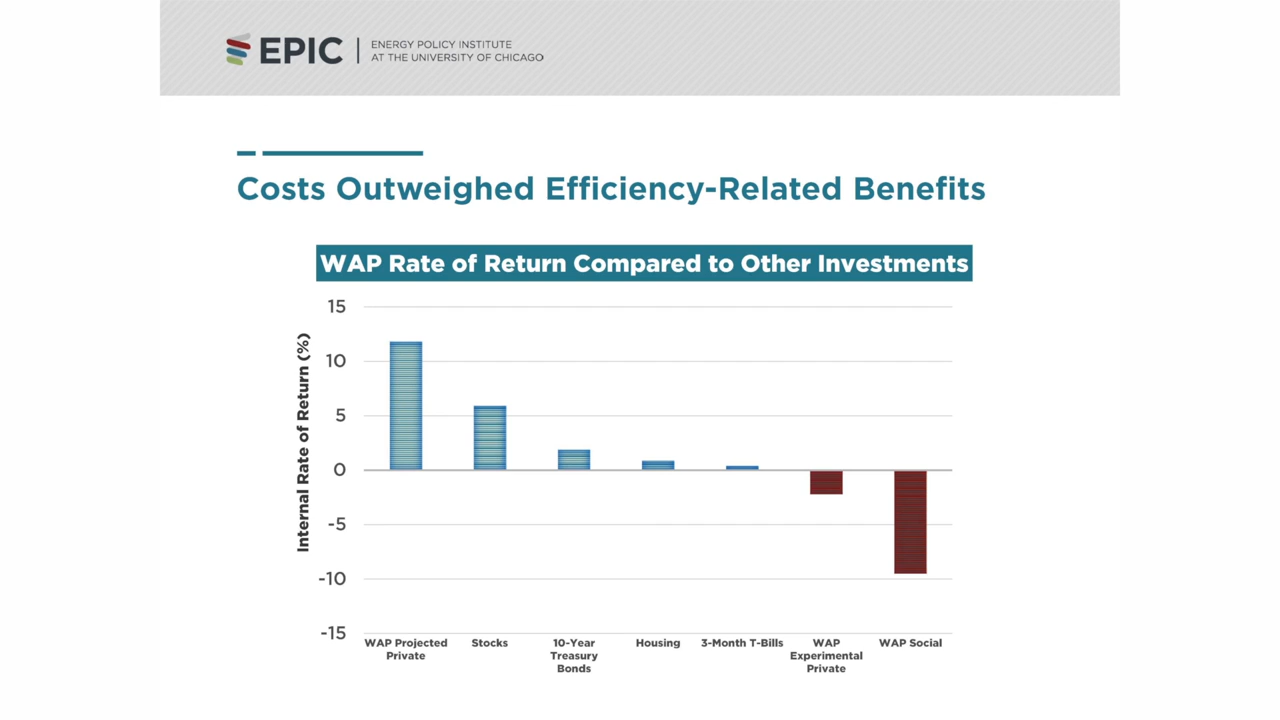 EPIC
ENERGY POLICY INSTITUTE
AT THE UNIVERSITY OF CHICAGO
Costs Outweighed Efficiency-Related Benefits
WAP Rate of Return Compared to Other Investments
Internal Rate of Return (%)
15
10
5
0
-5
-10
-15
WAP Projected
Private
Stocks
10-Year
Treasury
Bonds
Housing
3-Month T-Bills
WAP
Experimental
Private
WAP Social